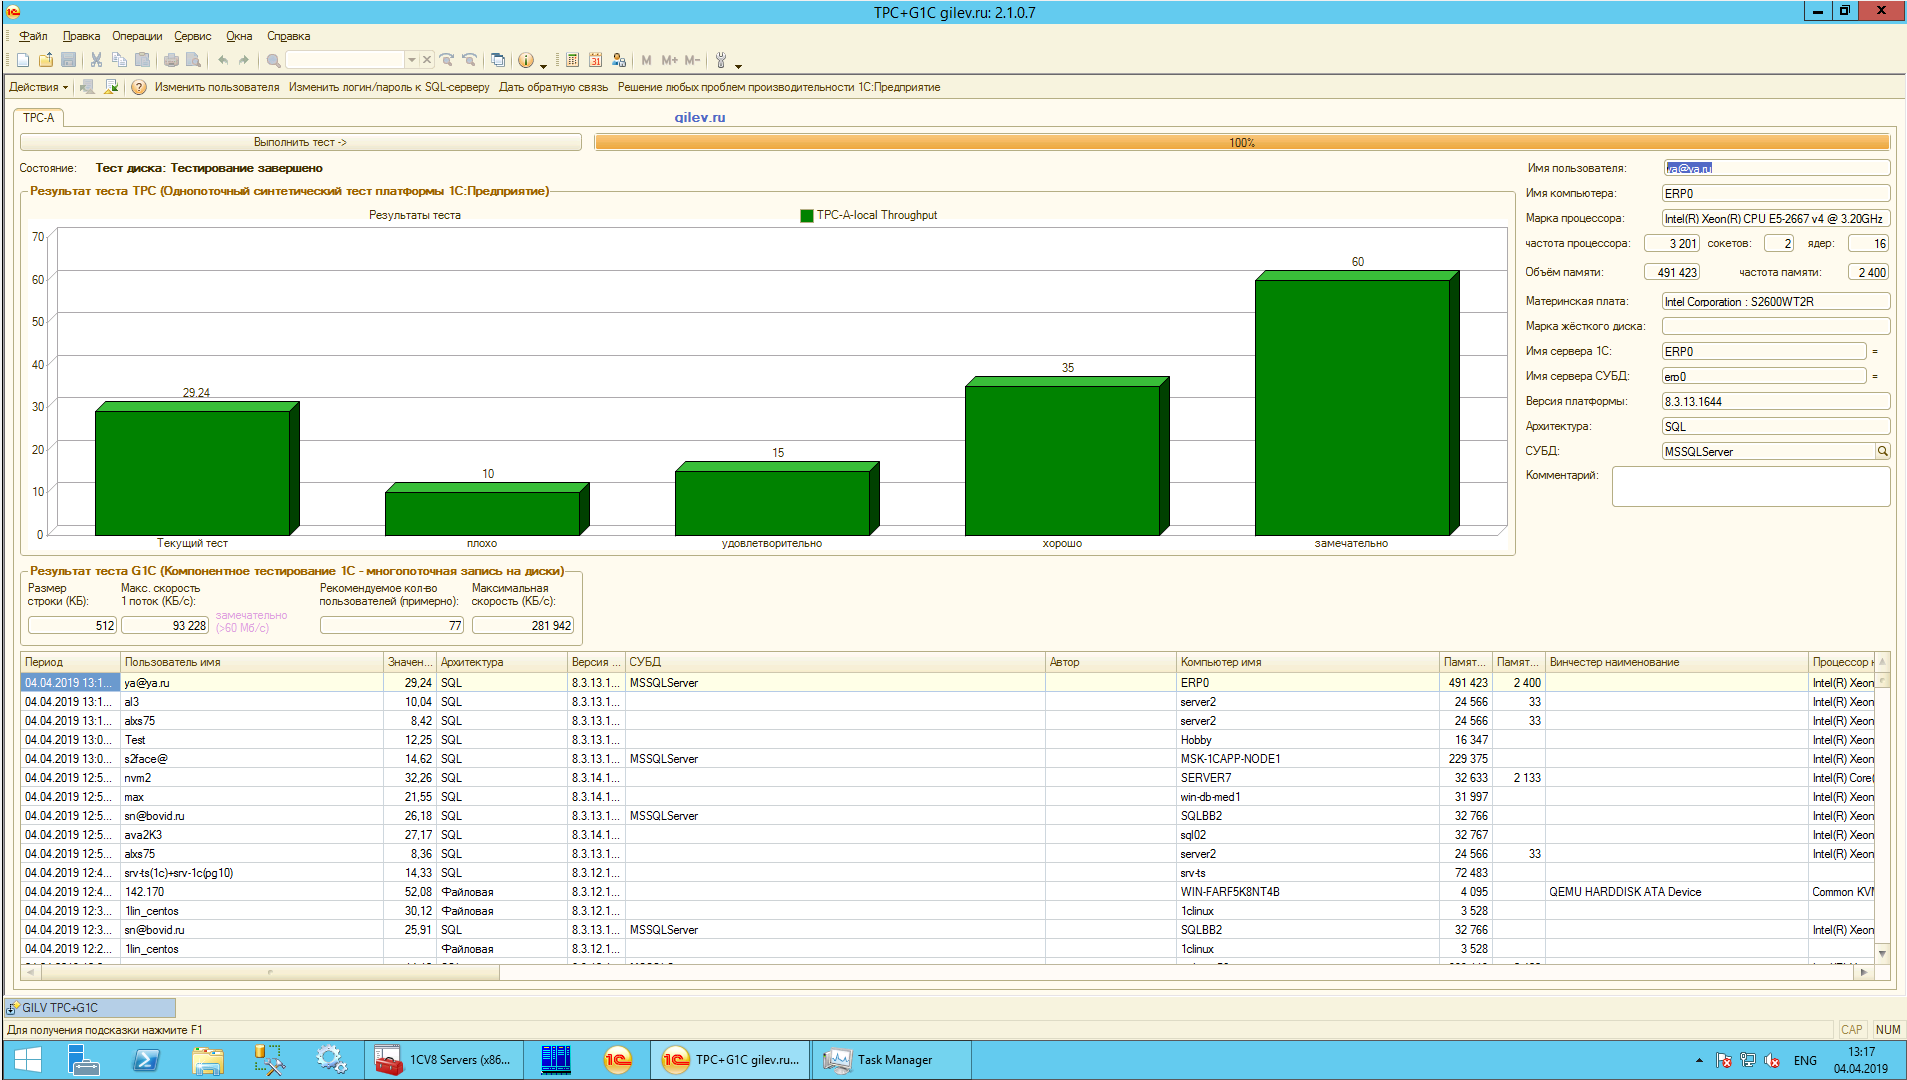 TPC+G1C gilev.ru: 2.1.0.7
Файл Правка Операции Сервис Окна Справка
M M+ M-
Действия Изменить пользователя Изменить логин/пароль к SQL-серверу Дать обратную связь Решение любых проблем производительности 1С:Предприятие
TPC-A
gilev.ru
Выполнить тест ->
100%
Состояние: Тест диска: Тестирование завершено
Результат теста TPC (Однопоточный синтетический тест платформы 1С:Предприятие)
Результаты теста
TPC-A-local Throughput
70
60
50
40
30
20
10
0
29.24
10
15
35
60
Текущий тест
плохо
удовлетворительно
хорошо
замечательно
Имя пользователя: ya@ya.ru
Имя компьютера: ERP0
Марка процессора: Intel(R) Xeon(R) CPU E5-2667 v4 @ 3.20GHz
частота процессора: 3 201 сокетов: 2 ядер: 16
Объём памяти: 491 423 частота памяти: 2 400
Материнская плата: Intel Corporation : S2600WT2R
Марка жёсткого диска:
Имя сервера 1С: ERP0 =
Имя сервера СУБД: erp0 =
Версия платформы: 8.3.13.1644
Архитектура: SQL
СУБД: MSSQLServer
Комментарий:
Результат теста G1C (Компонентное тестирование 1С - многопоточная запись на диски)
Размер строки (КБ): 512
Макс. скорость 1 поток (КБ/с): 93 228
замечательно (>60 Мб/с)
Рекомендуемое кол-во пользователей (примерно): 77
Максимальная скорость (КБ/с): 281 942
Период Пользователь имя Значен... Архитектура Версия ... СУБД Автор Компьютер имя Памят... Памят... Винчестер наименование Процессор
04.04.2019 13:1... ya@ya.ru 29,24 SQL 8.3.13.1... MSSQLServer ERP0 491 423 2 400 Intel(R) Xeon
04.04.2019 13:1... al3 10,04 SQL 8.3.13.1... server2 24 566 33 Intel(R) Xeon
04.04.2019 13:1... alxs75 8,42 SQL 8.3.13.1... server2 24 566 33 Intel(R) Xeon
04.04.2019 13:0... Test 12,25 SQL 8.3.13.1... Hobby 16 347 Intel(R) Xeon
04.04.2019 13:0... s2face@ 14,62 SQL 8.3.13.1... MSSQLServer MSK-1CAPP-NODE1 229 375 Intel(R) Xeon
04.04.2019 12:5... nvm2 32,26 SQL 8.3.14.1... SERVER7 32 633 2 133 Intel(R) Core(
04.04.2019 12:5... max 21,55 SQL 8.3.14.1... win-db-med1 31 997 Intel(R) Xeon
04.04.2019 12:5... sn@bovid.ru 26,18 SQL 8.3.13.1... MSSQLServer SQLBB2 32 766 Intel(R) Xeon
04.04.2019 12:5... ava2K3 27,17 SQL 8.3.14.1... sql02 32 767 Intel(R) Xeon
04.04.2019 12:5... alxs75 8,36 SQL 8.3.13.1... server2 24 566 33 Intel(R) Xeon
04.04.2019 12:4... srv-ts(1c)+srv-1c(pg10) 14,33 SQL 8.3.12.1... srv-ts 72 483
04.04.2019 12:4... 142.170 52,08 Файловая 8.3.12.1... WIN-FARF5K8NT4B 4 095 QEMU HARDDISK ATA Device Common KVM
04.04.2019 12:3... 1lin_centos 30,12 Файловая 8.3.12.1... 1clinux 3 528
04.04.2019 12:3... sn@bovid.ru 25,91 SQL 8.3.13.1... MSSQLServer SQLBB2 32 766 Intel(R) Xeon
04.04.2019 12:2... 1lin_centos Файловая 8.3.12.1... 1clinux 3 528
GILV TPC+G1C
Для получения подсказки нажмите F1
CAP NUM
1CV8 Servers (x86...
TPC+G1C gilev.ru...
Task Manager
ENG
13:17
04.04.2019